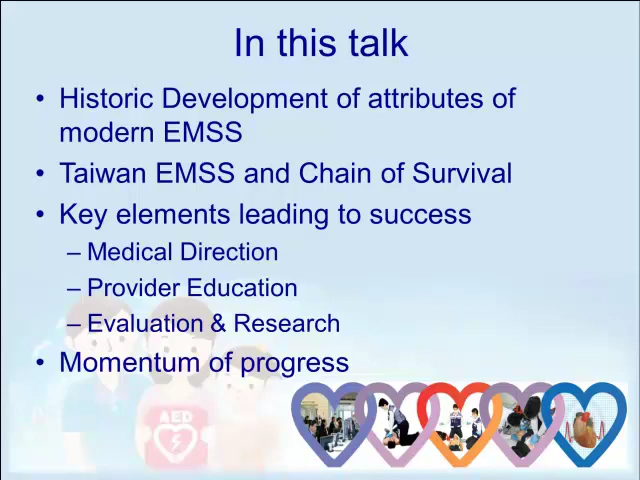 In this talk
• Historic Development of attributes of
modern EMSS
• Taiwan EMSS and Chain of Survival
• Key elements leading to success
– Medical Direction
– Provider Education
– Evaluation & Research
• Momentum of progress
AED